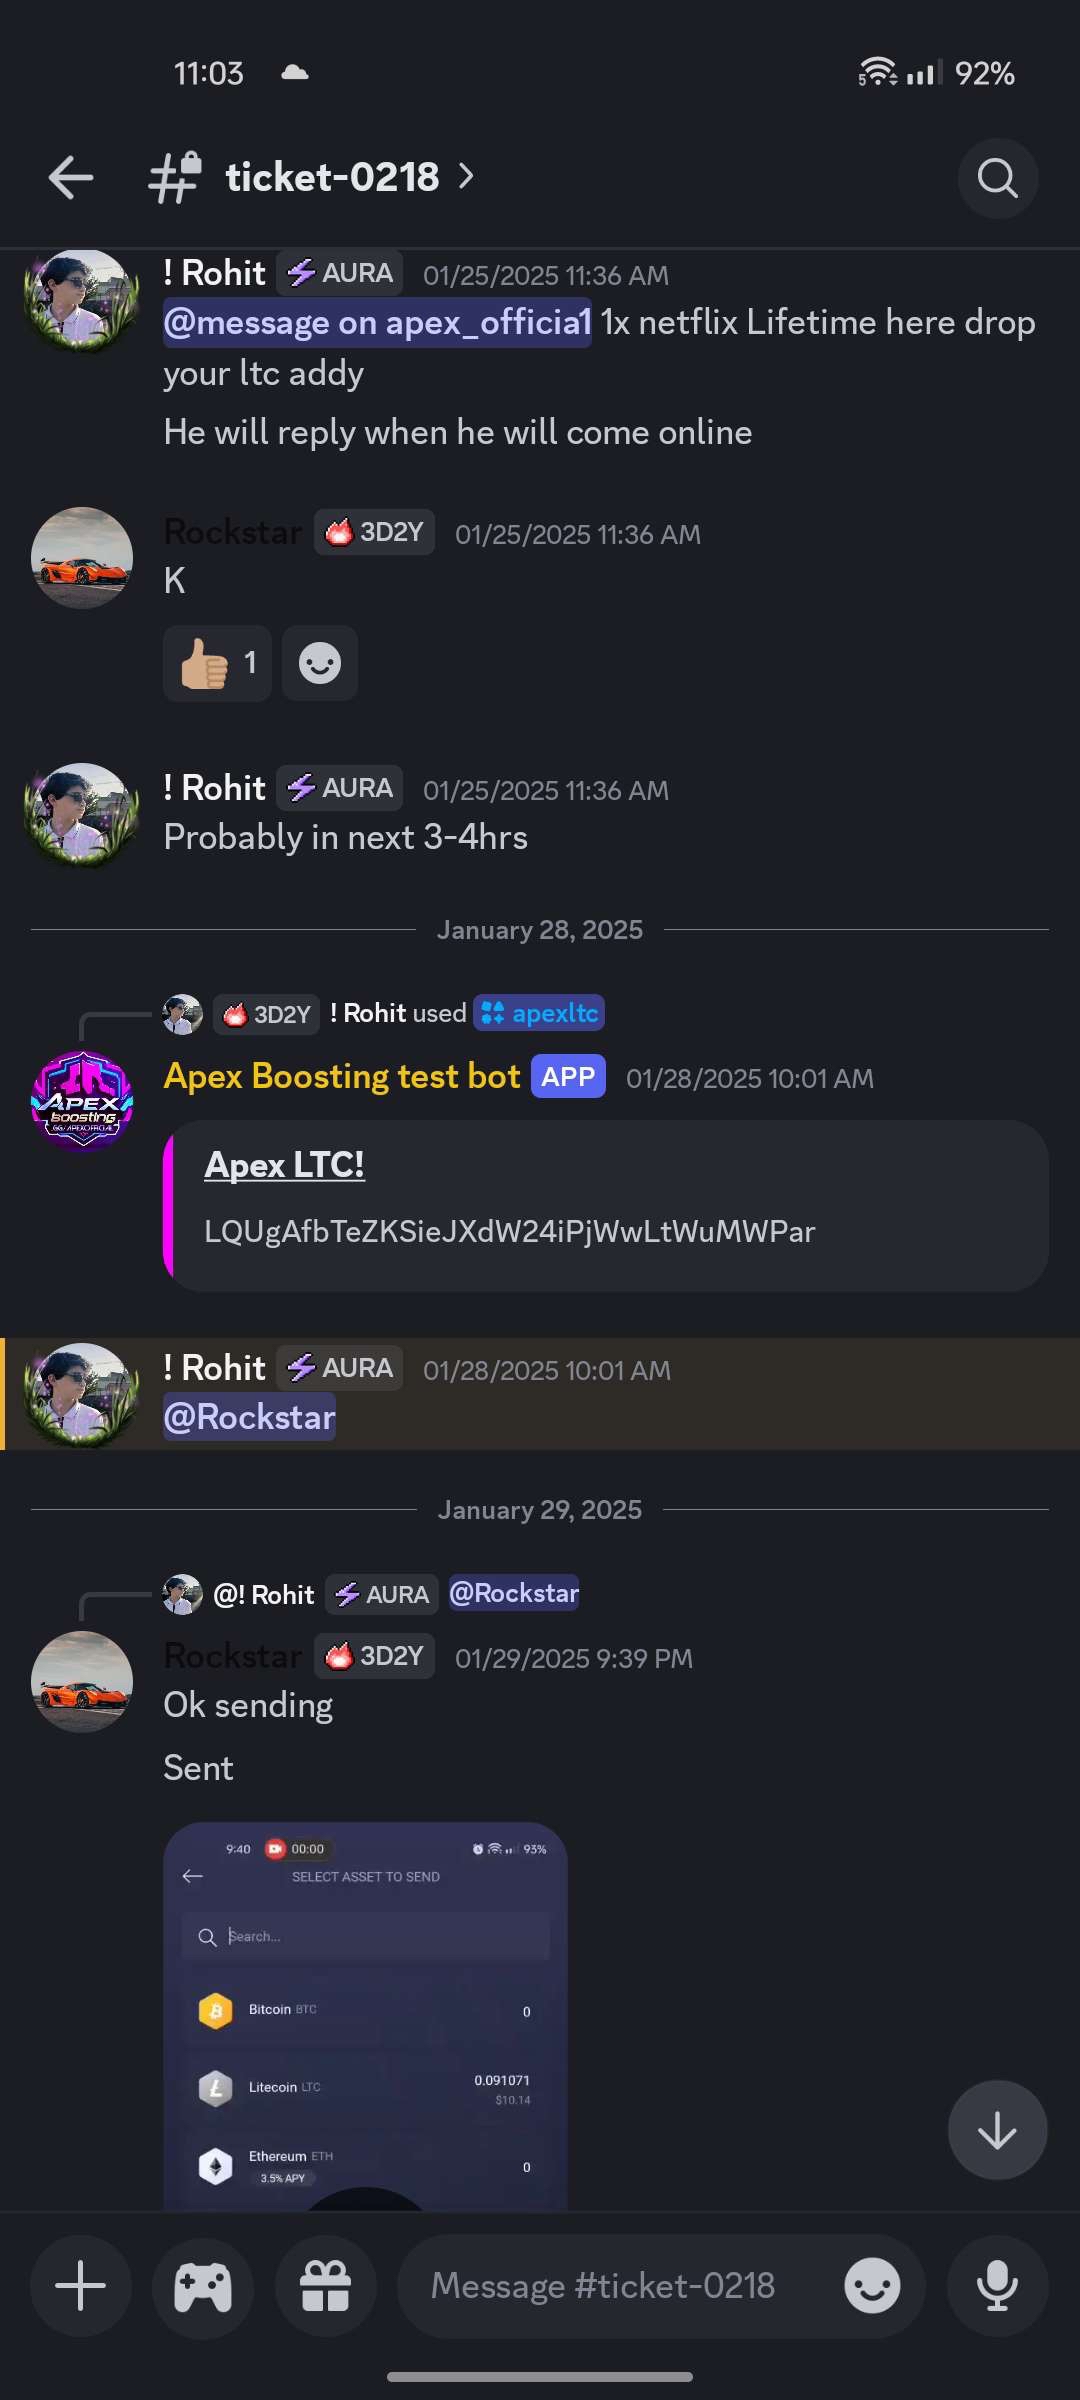 11:03
5 92%
ticket-0218
! Rohit AURA 01/25/2025 11:36 AM
@message on apex_officia1 1x netflix Lifetime here drop
your ltc addy
He will reply when he will come online
Rockstar 3D2Y 01/25/2025 11:36 AM
K
1
! Rohit AURA 01/25/2025 11:36 AM
Probably in next 3-4hrs
January 28, 2025
3D2Y ! Rohit used apexltc
Apex Boosting test bot APP 01/28/2025 10:01 AM
APEX
BOOSTING
GG/APEXOFFICIAL
Apex LTC!
LQUgAfbTeZKSieJXdW24iPjWwLtWuMWPar
! Rohit AURA 01/28/2025 10:01 AM
@Rockstar
January 29, 2025
@! Rohit AURA @Rockstar
Rockstar 3D2Y 01/29/2025 9:39 PM
Ok sending
Sent
9:40 00:00 93%
SELECT ASSET TO SEND
Search...
Bitcoin BTC 0
Litecoin LTC 0.091071
$10.14
Ethereum ETH 0
3.5% APY
Message #ticket-0218